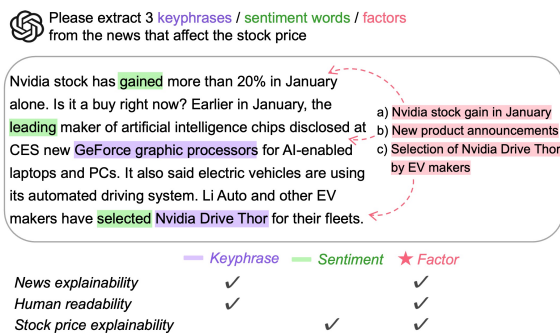 Please extract 3 keyphrases / sentiment words / factors
from the news that affect the stock price
Nvidia stock has gained more than 20% in January
alone. Is it a buy right now? Earlier in January, the
leading maker of artificial intelligence chips disclosed at
CES new GeForce graphic processors for AI-enabled
laptops and PCs. It also said electric vehicles are using
its automated driving system. Li Auto and other EV
makers have selected Nvidia Drive Thor for their fleets.
a) Nvidia stock gain in January
b) New product announcements
c) Selection of Nvidia Drive Thor
by EV makers
Keyphrase Sentiment Factor
News explainability ✓ ✓
Human readability ✓ ✓
Stock price explainability ✓ ✓